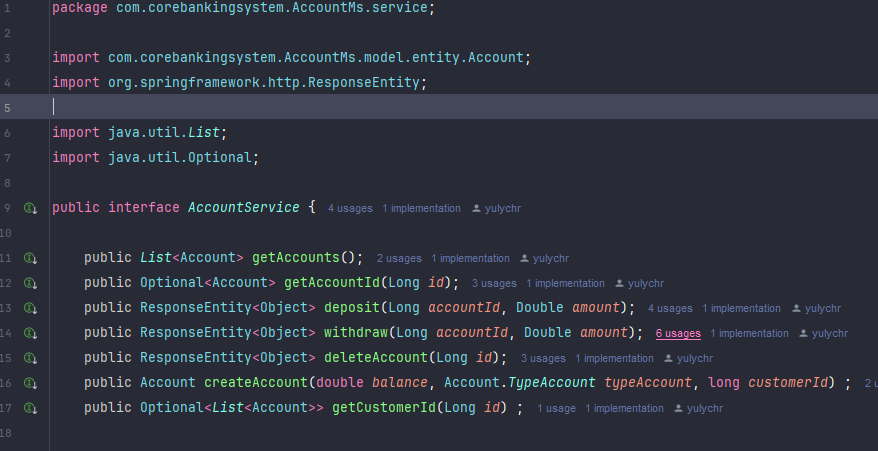 1 package com.corebankingsystem.AccountMs.service;
2
3 import com.corebankingsystem.AccountMs.model.entity.Account;
4 import org.springframework.http.ResponseEntity;
5
6 import java.util.List;
7 import java.util.Optional;
8
9 public interface AccountService { 4 usages 1 implementation yulychr
10
11 public List<Account> getAccounts(); 2 usages 1 implementation yulychr
12 public Optional<Account> getAccountId(Long id); 3 usages 1 implementation yulychr
13 public ResponseEntity<Object> deposit(Long accountId, Double amount); 4 usages 1 implementation yulychr
14 public ResponseEntity<Object> withdraw(Long accountId, Double amount); 6 usages 1 implementation yulychr
15 public ResponseEntity<Object> deleteAccount(Long id); 3 usages 1 implementation yulychr
16 public Account createAccount(double balance, Account.TypeAccount typeAccount, long customerId) ; 2 u
17 public Optional<List<Account>> getCustomerId(Long id) ; 1 usage 1 implementation yulychr
18